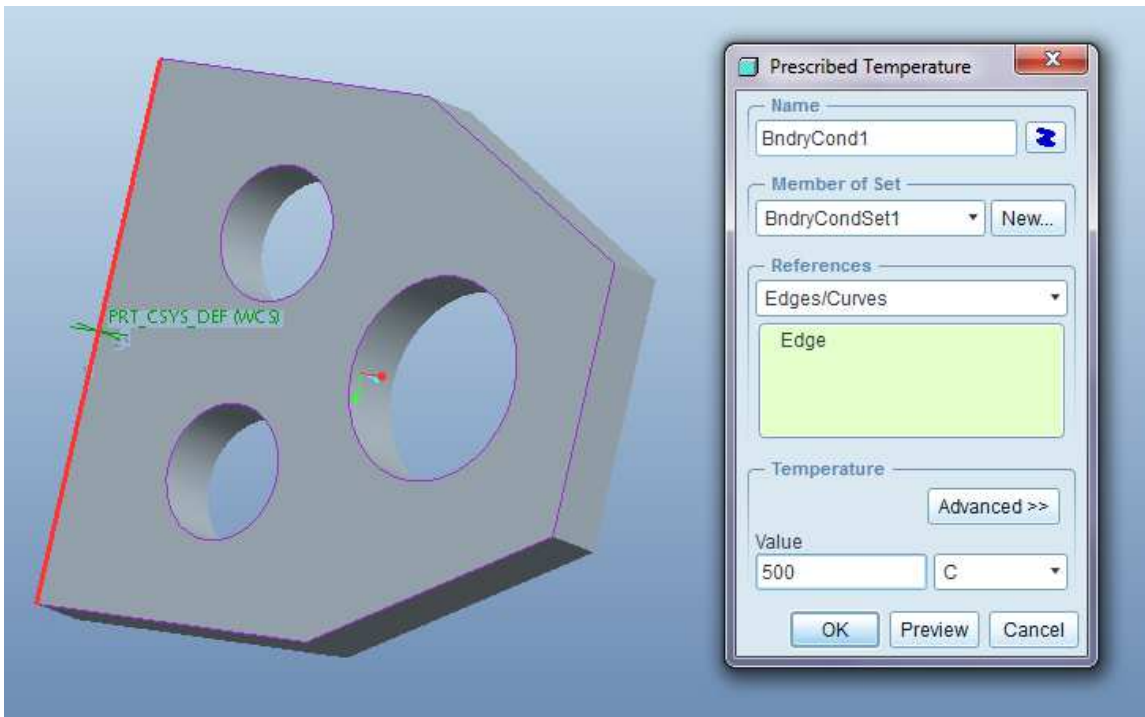 PRT_CSYS_DEF (WCS)
Prescribed Temperature
Name
BndryCond1
Member of Set
BndryCondSet1
New...
References
Edges/Curves
Edge
Temperature
Advanced >>
Value
500
C
OK Preview Cancel